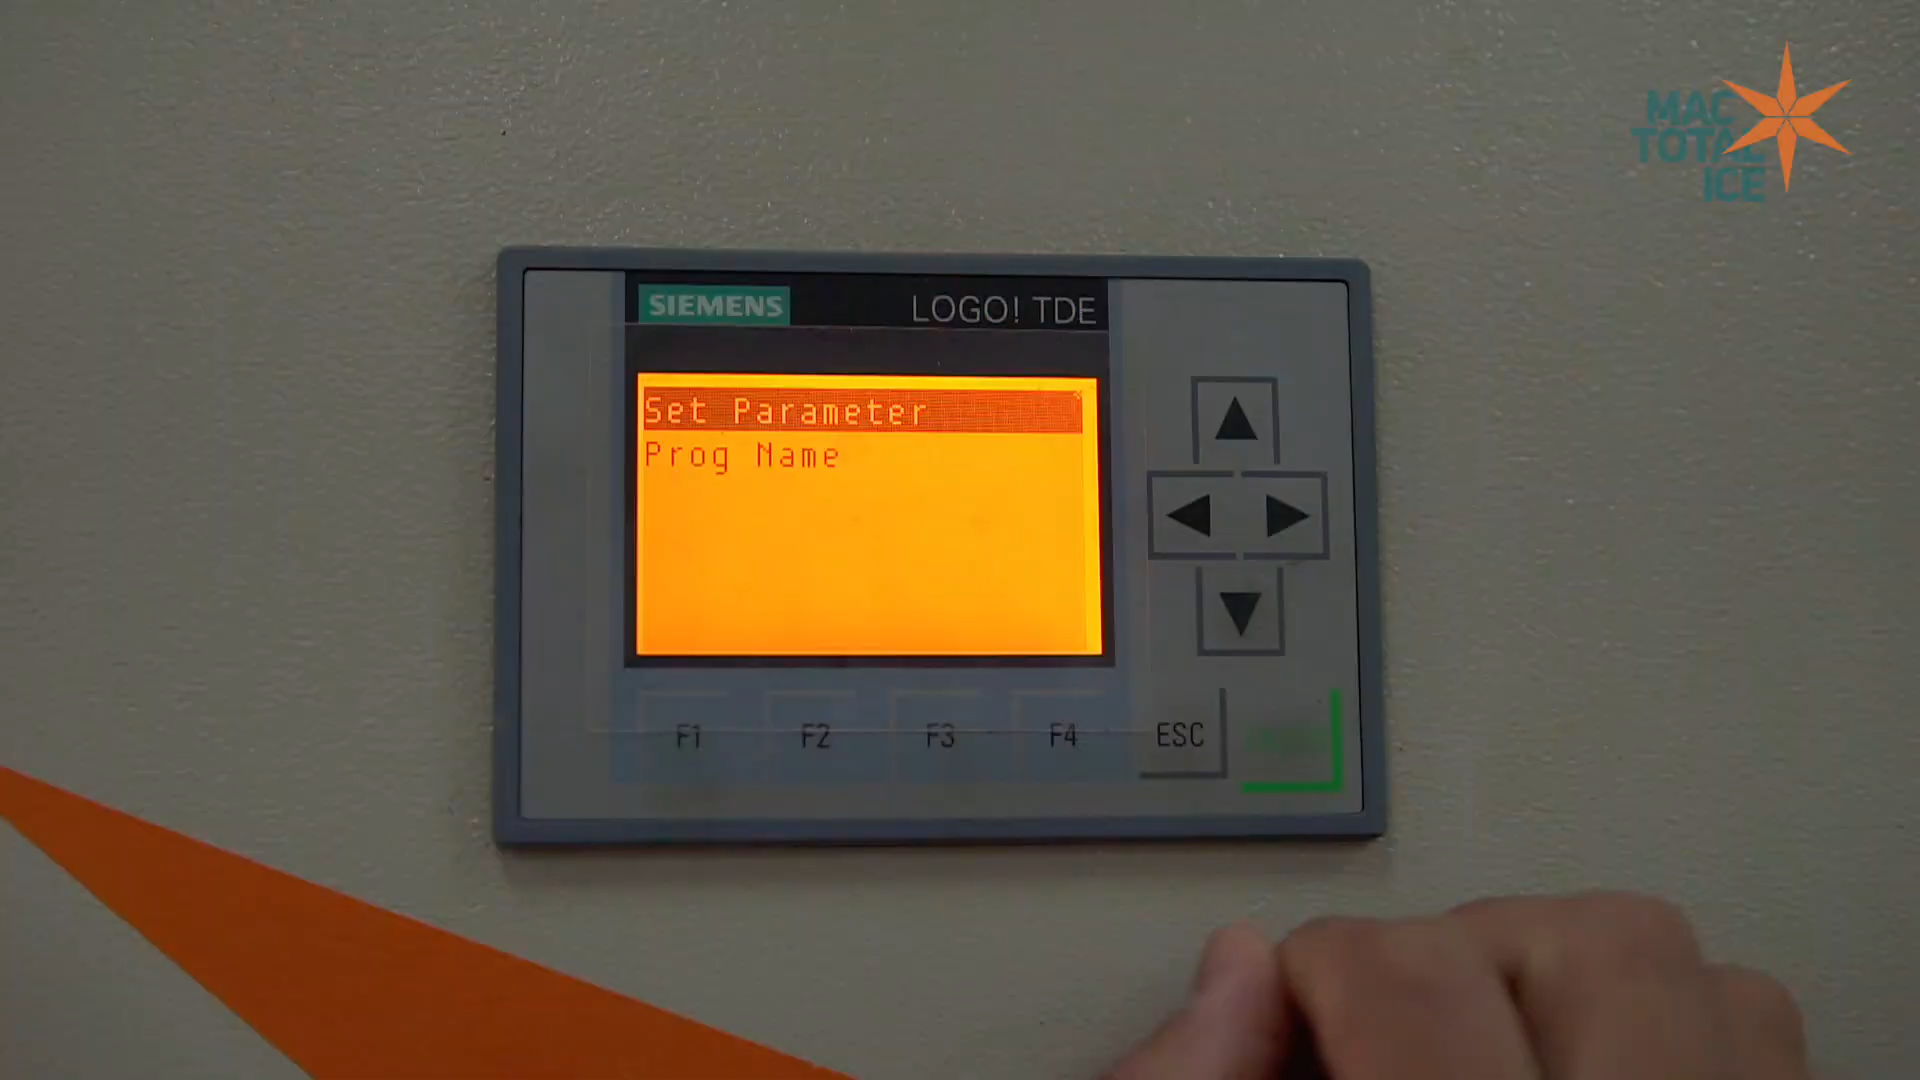 MAC
TOTAL
ICE
SIEMENS
LOGO! TDE
Set Parameter
Prog Name
F1
F2
F3
F4
ESC